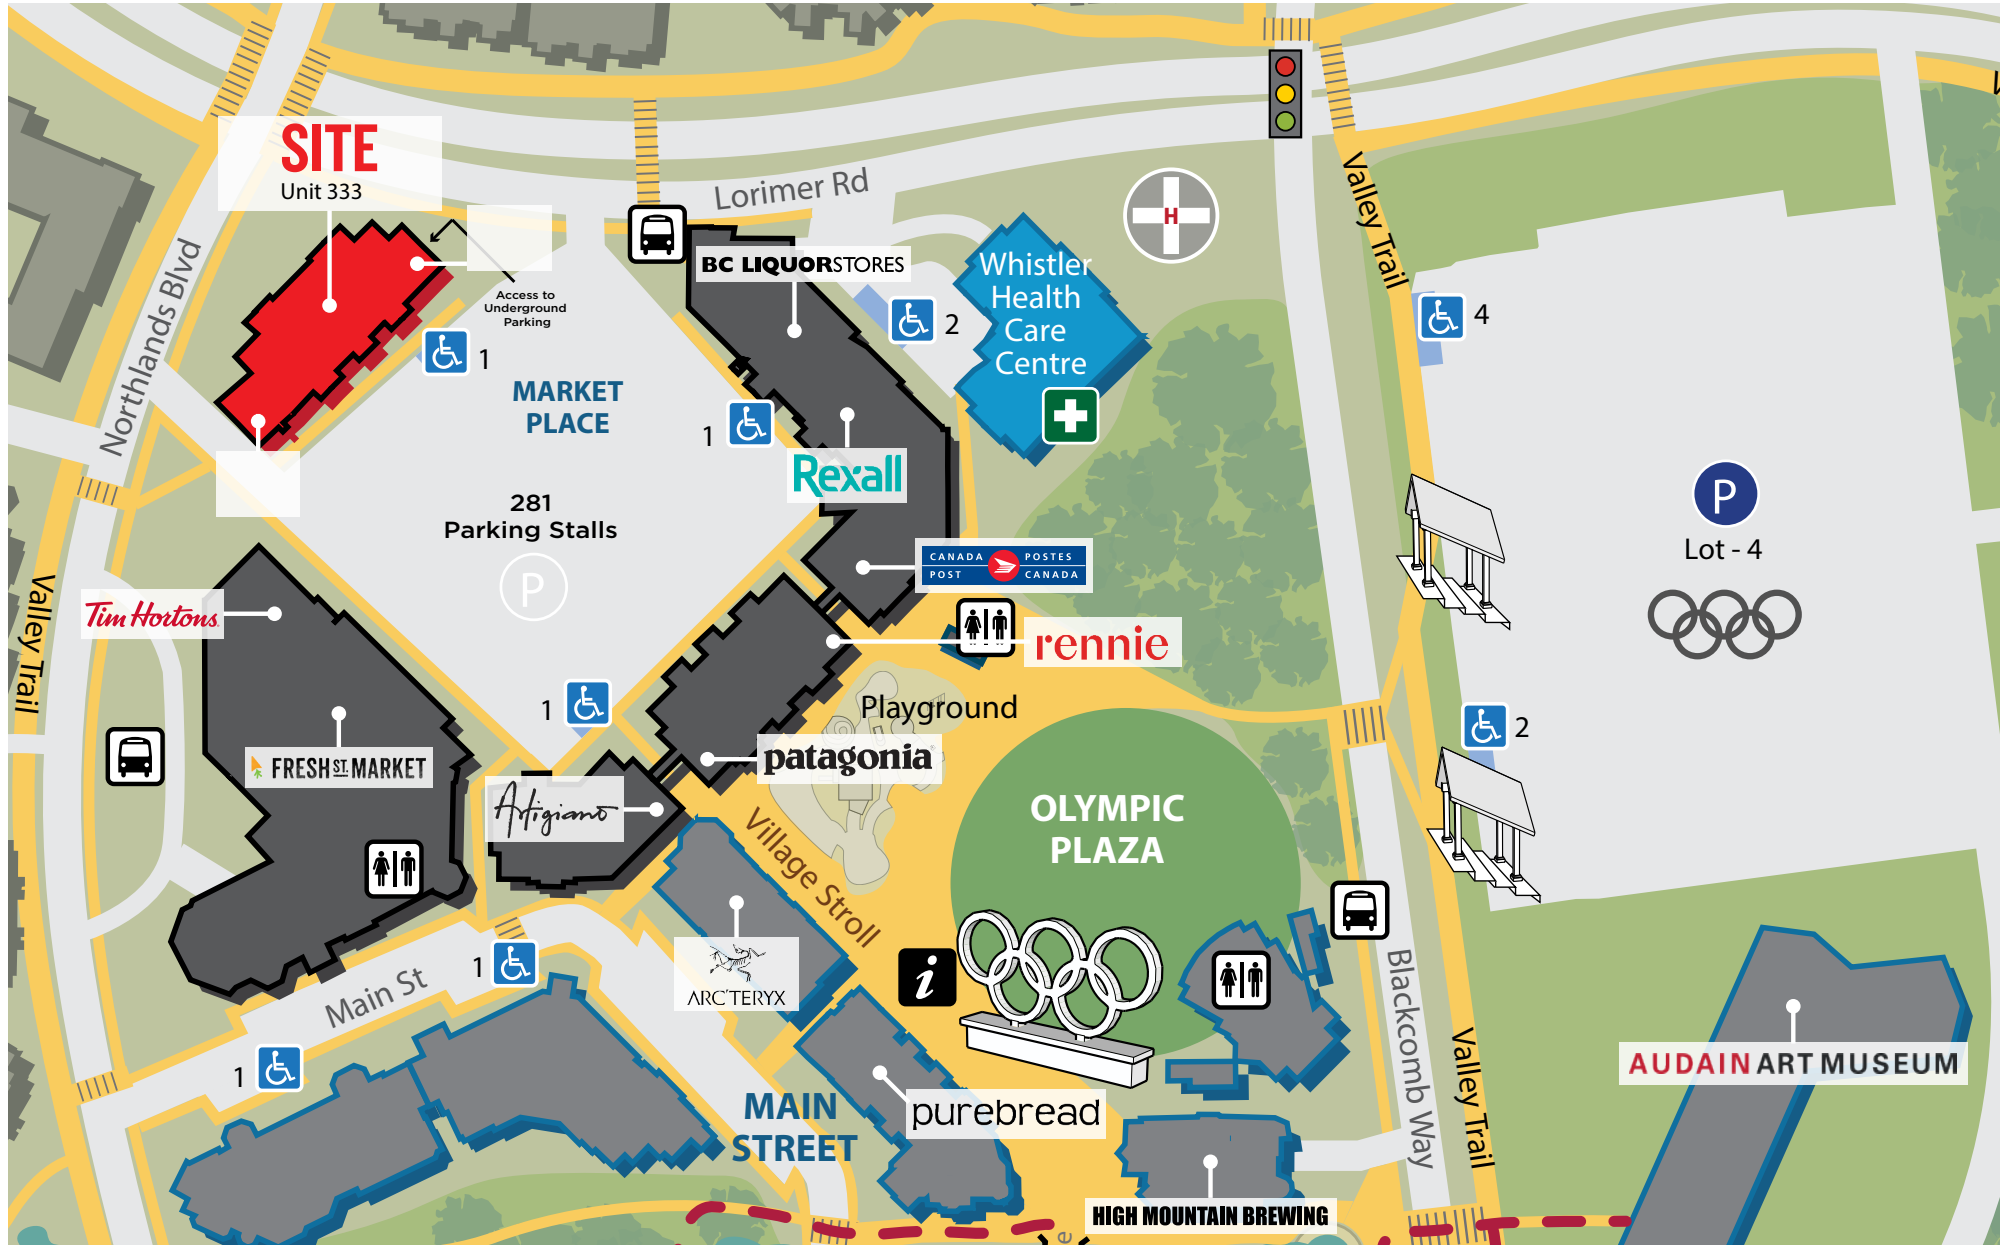 SITE
Unit 333
Access to
Underground
Parking
Lorimer Rd
Northlands Blvd
H
BC LIQUORSTORES
Whistler
Health
Care
Centre
2
Valley Trail
4
1
MARKET
PLACE
1
Rexall
281
Parking Stalls
P
CANADA POSTES
POST CANADA
P
Lot - 4
Valley Trail
Tim Hortons
rennie
Playground
1
2
FRESH ST. MARKET
patagonia
Artigiano
OLYMPIC
PLAZA
Village Stroll
ARC'TERYX
i
1
Main St
1
Blackcomb Way
Valley Trail
AUDAIN ART MUSEUM
MAIN
STREET
purebread
HIGH MOUNTAIN BREWING